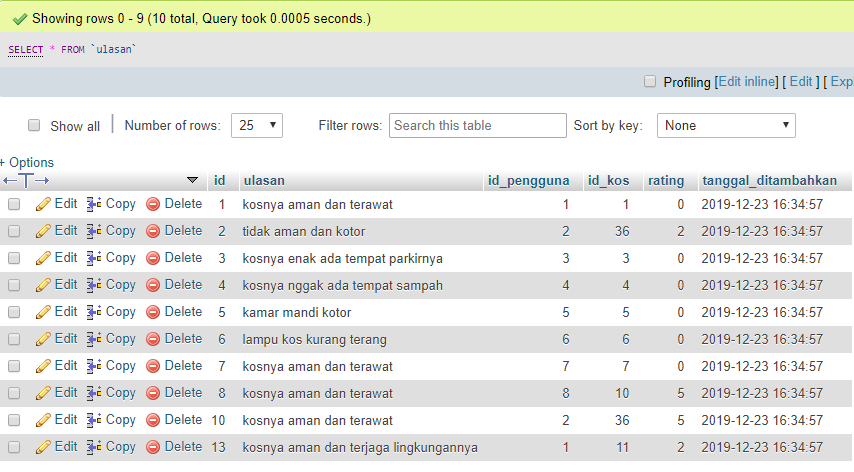 Showing rows 0 - 9 (10 total, Query took 0.0005 seconds.)
SELECT * FROM `ulasan`
Profiling [Edit inline] [ Edit ] [ Exp
Show all | Number of rows: 25 Filter rows: Search this table Sort by key: None
+ Options
←T→ id ulasan id_pengguna id_kos rating tanggal_ditambahkan
Edit Copy Delete 1 kosnya aman dan terawat 1 1 0 2019-12-23 16:34:57
Edit Copy Delete 2 tidak aman dan kotor 2 36 2 2019-12-23 16:34:57
Edit Copy Delete 3 kosnya enak ada tempat parkirnya 3 3 0 2019-12-23 16:34:57
Edit Copy Delete 4 kosnya nggak ada tempat sampah 4 4 0 2019-12-23 16:34:57
Edit Copy Delete 5 kamar mandi kotor 5 5 0 2019-12-23 16:34:57
Edit Copy Delete 6 lampu kos kurang terang 6 6 0 2019-12-23 16:34:57
Edit Copy Delete 7 kosnya aman dan terawat 7 7 0 2019-12-23 16:34:57
Edit Copy Delete 8 kosnya aman dan terawat 8 10 5 2019-12-23 16:34:57
Edit Copy Delete 10 kosnya aman dan terawat 2 36 5 2019-12-23 16:34:57
Edit Copy Delete 13 kosnya aman dan terjaga lingkungannya 1 11 2 2019-12-23 16:34:57